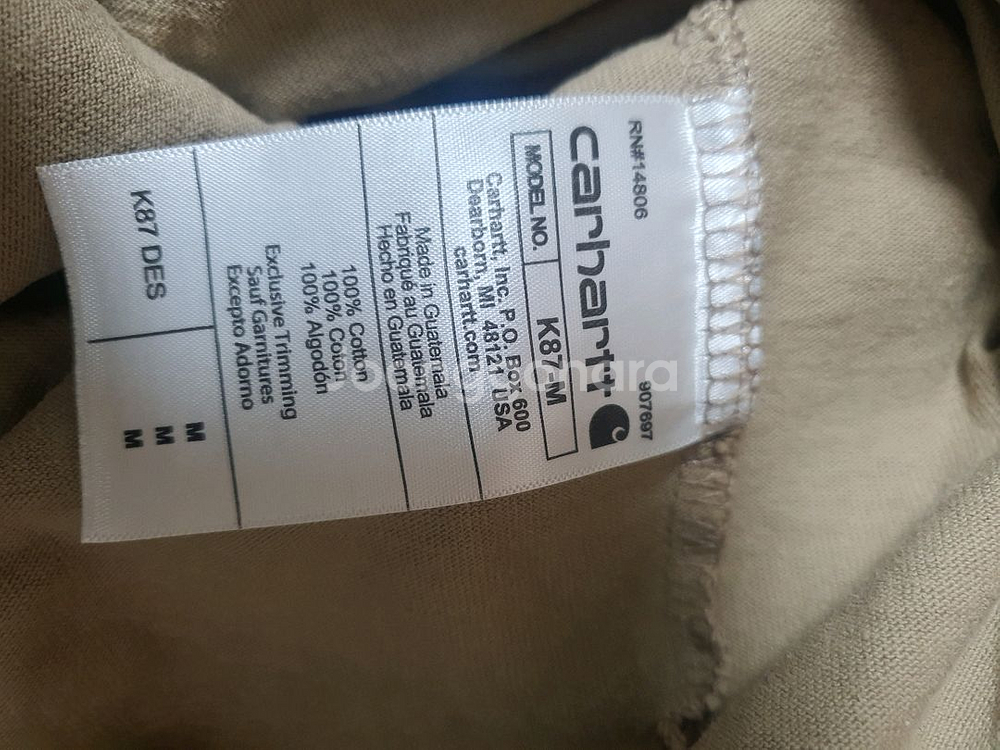 RN#14806 907697
carhartt
MODEL NO. K87-M
Carhartt, Inc. P.O. Box 600
Dearborn, MI 48121 USA
carhartt.com
Made in Guatemala
Fabriqué au Guatemala
Hecho en Guatemala
100% Cotton
100% Coton
100% Algodón
Exclusive Trimming
Sauf Garnitures
Excepto Adorno
K87 DES
M
M
M